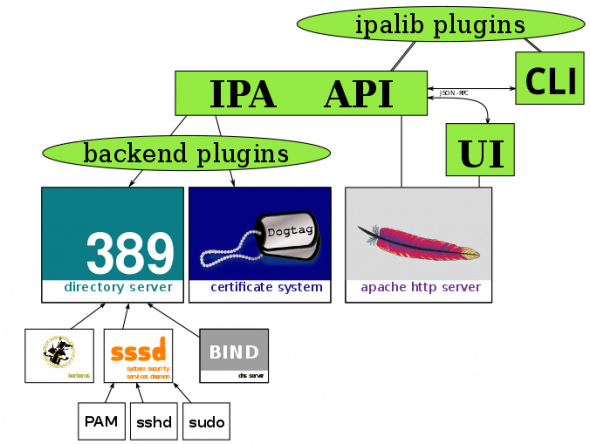 ipalib plugins
IPA API
CLI
JSON-RPC
UI
backend plugins
389
directory server
Dogtag
certificate system
apache http server
kerberos
sssd
system security
services daemon
BIND
dns server
PAM
sshd
sudo